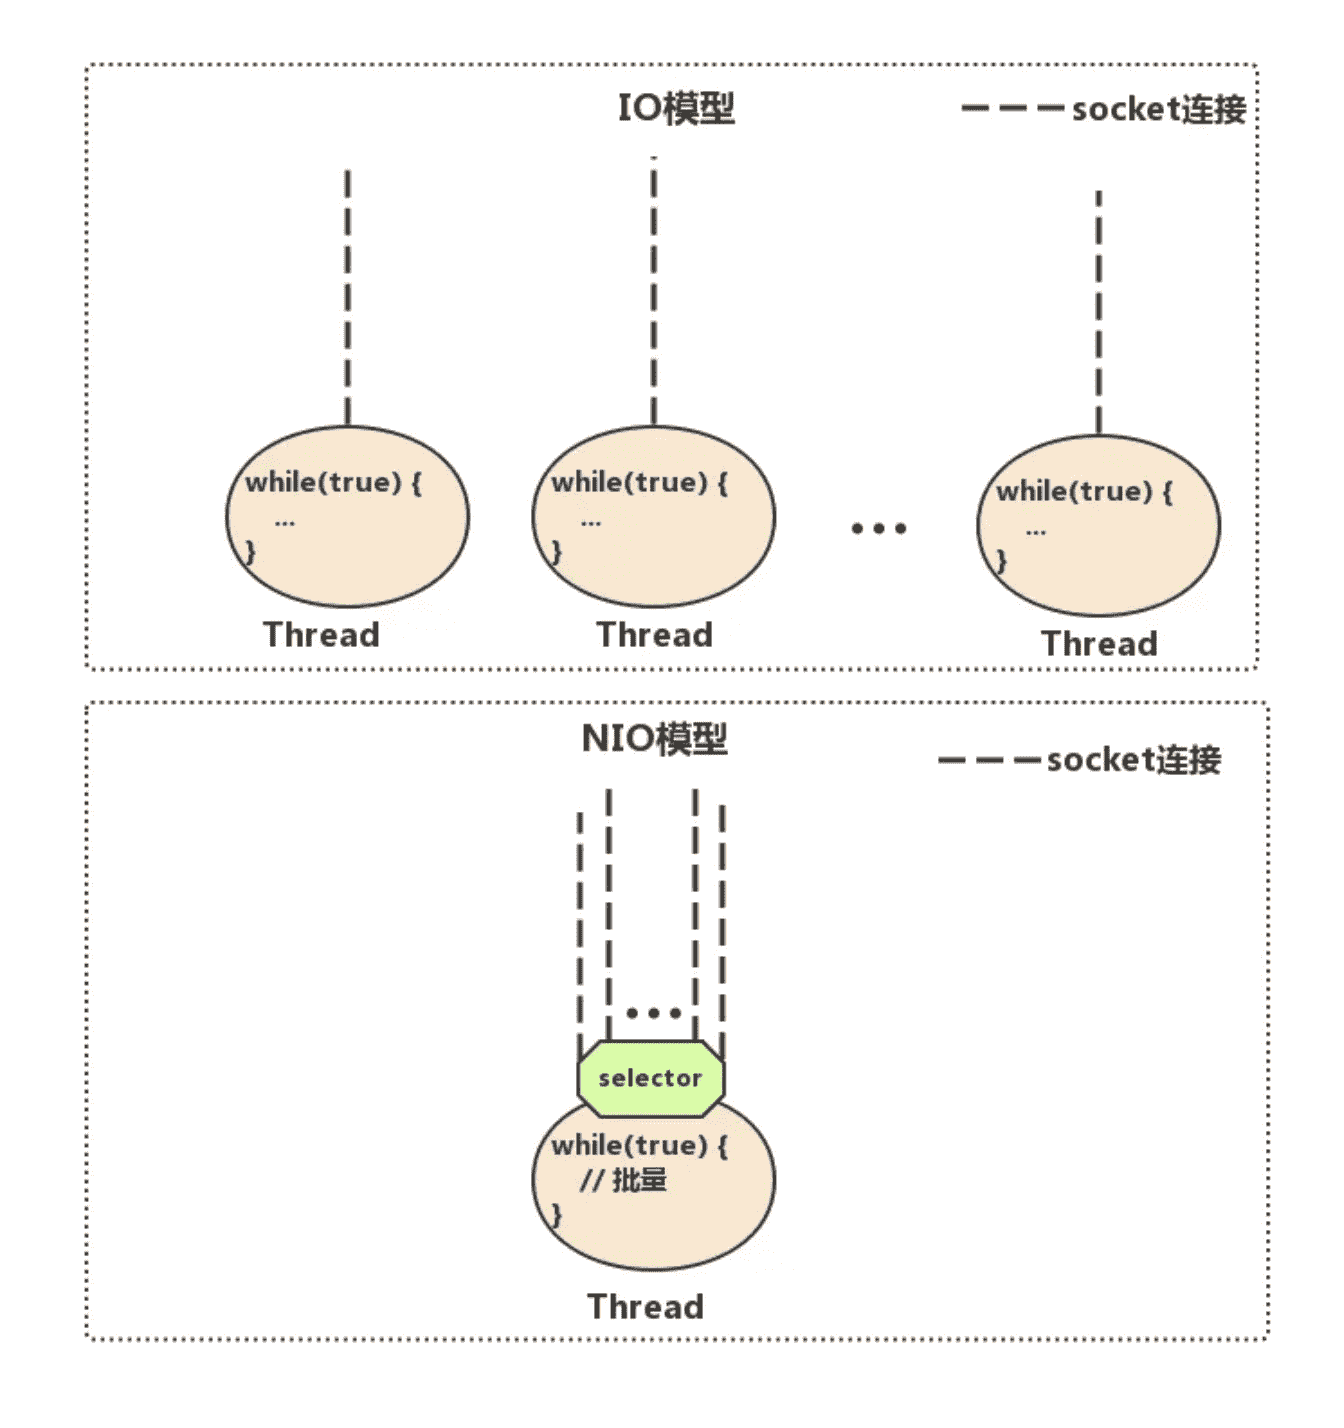 IO模型
socket连接
while(true) {
...
}
Thread
while(true) {
...
}
Thread
...
while(true) {
...
}
Thread
NIO模型
socket连接
...
selector
while(true) {
// 批量
}
Thread